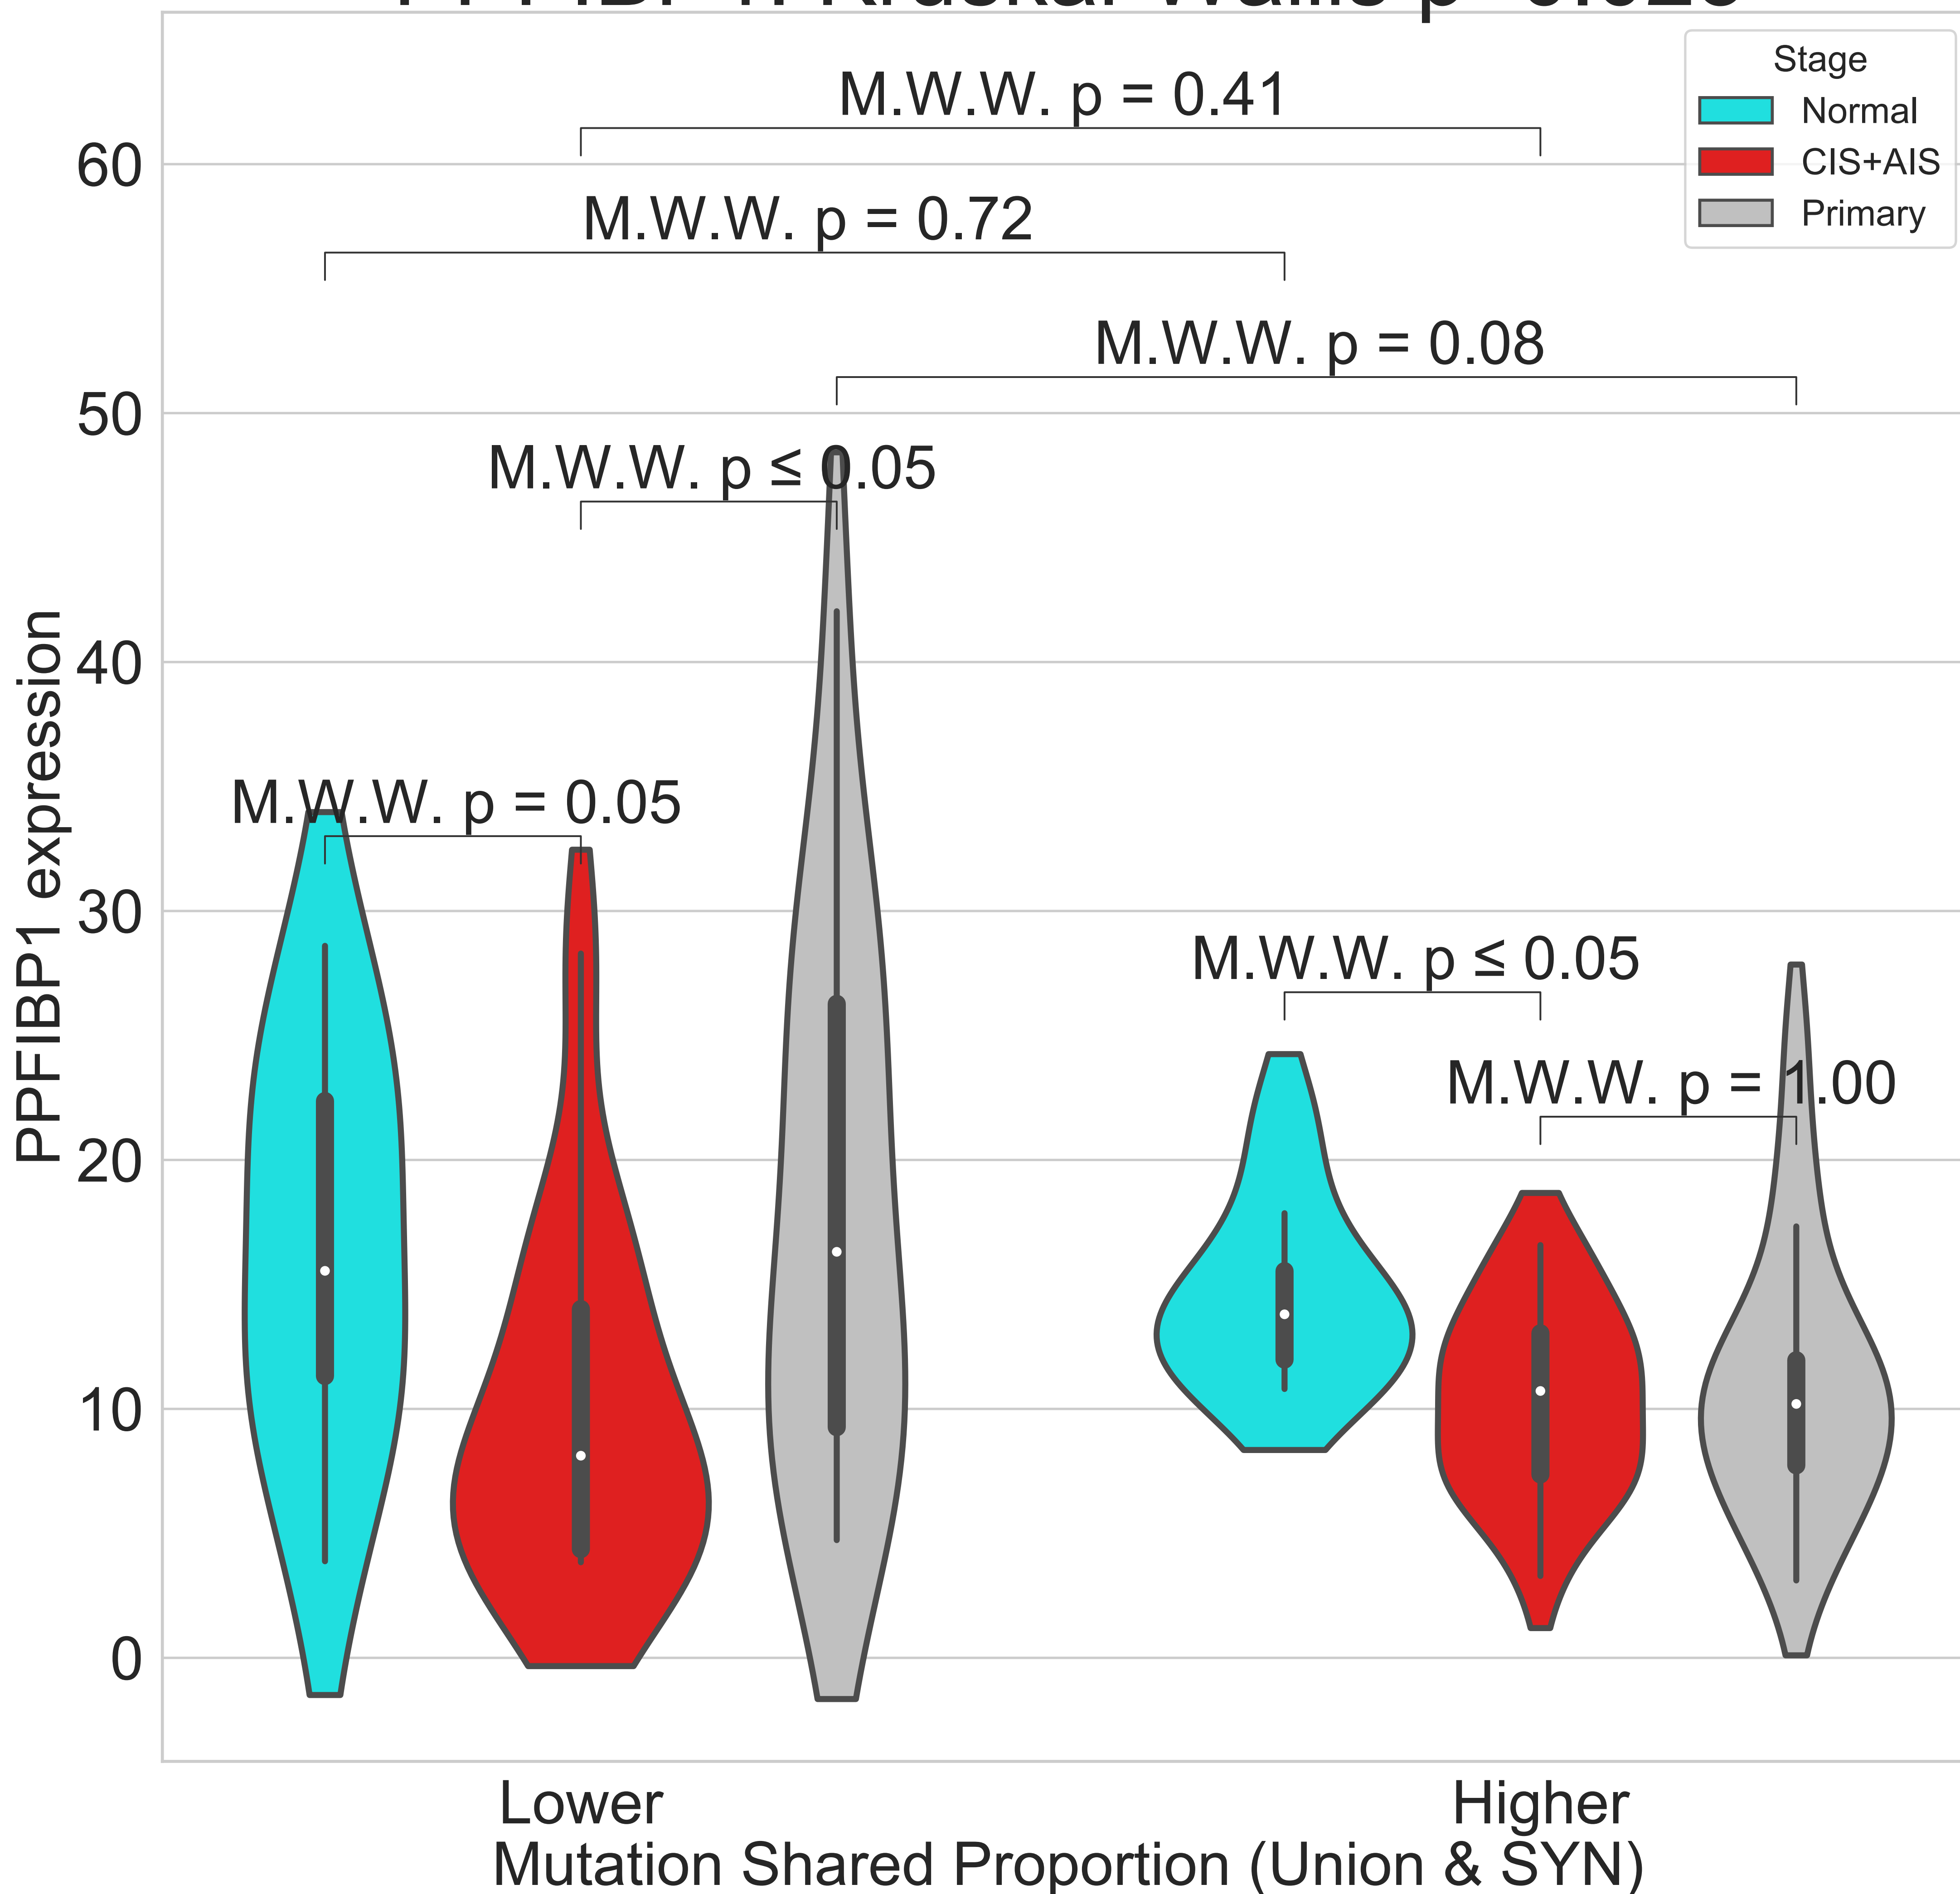 Stage
Normal
CIS+AIS
Primary
M.W.W. p = 0.41
60
M.W.W. p = 0.72
M.W.W. p = 0.08
50
M.W.W. p ≤ 0.05
40
M.W.W. p = 0.05
30
M.W.W. p ≤ 0.05
M.W.W. p = 1.00
20
10
0
PPFIBP1 expression
Lower
Higher
Mutation Shared Proportion (Union & SYN)